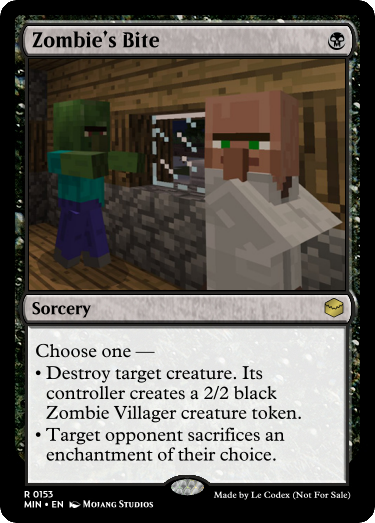 Zombie's Bite
Sorcery
Choose one —
• Destroy target creature. Its
controller creates a 2/2 black
Zombie Villager creature token.
• Target opponent sacrifices an
enchantment of their choice.
R 0153
MIN • EN Mojang Studios
Made by Le Codex (Not For Sale)